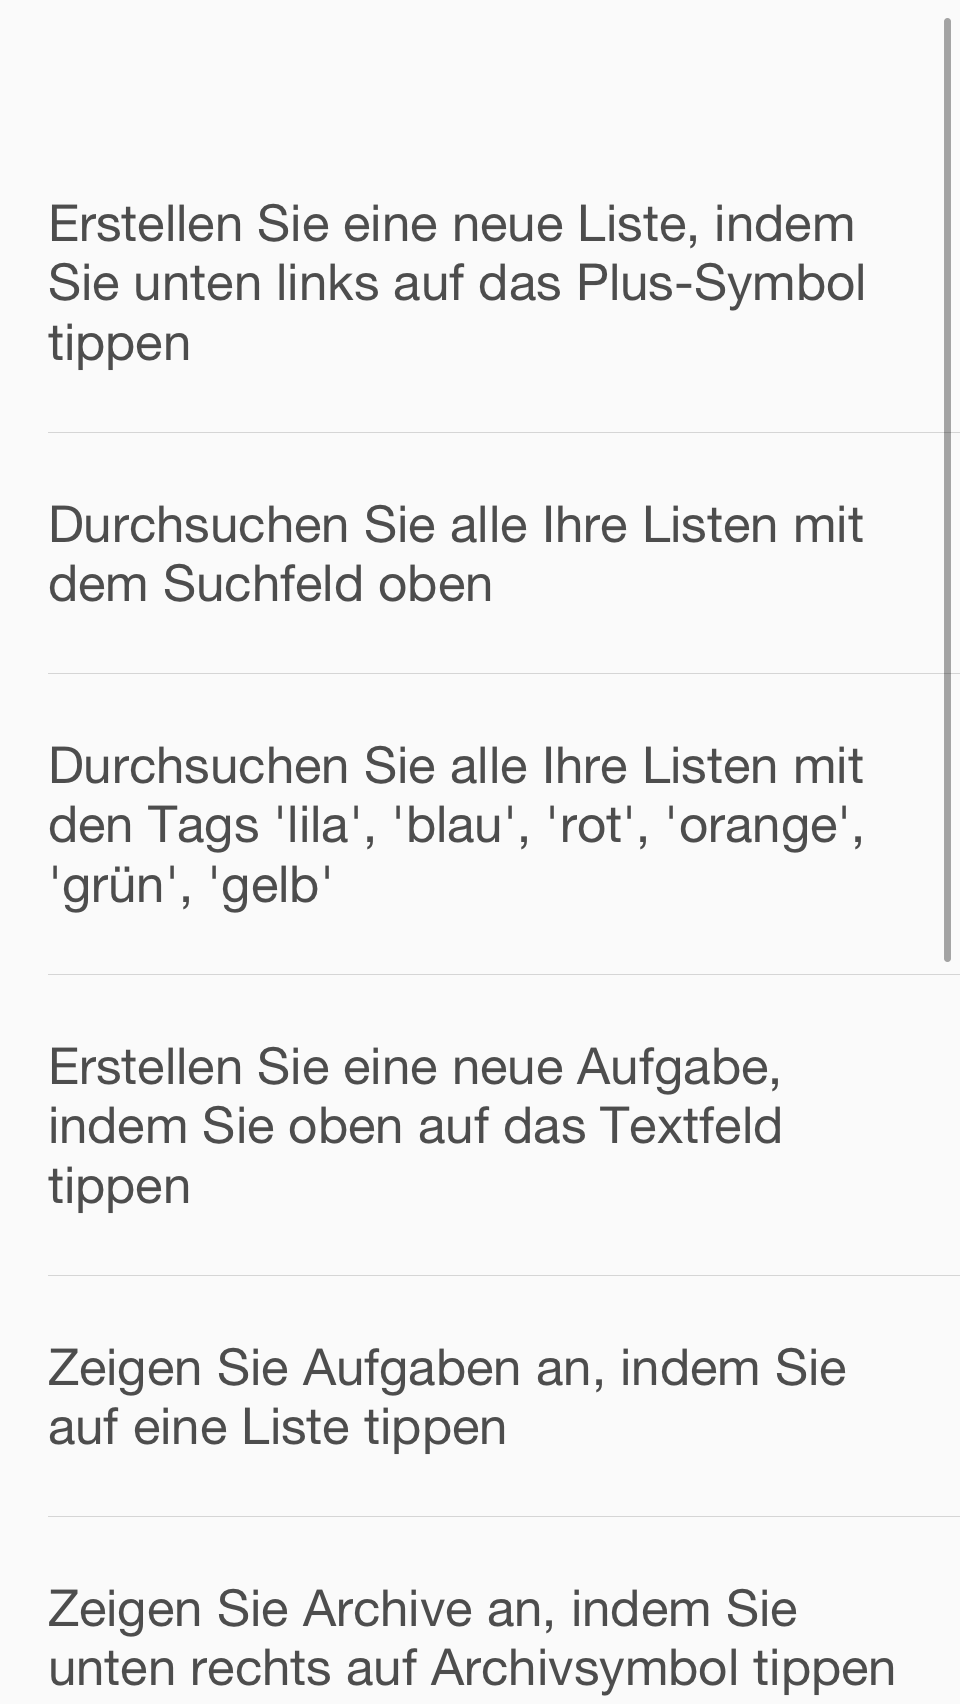 Erstellen Sie eine neue Liste, indem
Sie unten links auf das Plus-Symbol
tippen
Durchsuchen Sie alle Ihre Listen mit
dem Suchfeld oben
Durchsuchen Sie alle Ihre Listen mit
den Tags 'lila', 'blau', 'rot', 'orange',
'grün', 'gelb'
Erstellen Sie eine neue Aufgabe,
indem Sie oben auf das Textfeld
tippen
Zeigen Sie Aufgaben an, indem Sie
auf eine Liste tippen
Zeigen Sie Archive an, indem Sie
unten rechts auf Archivsymbol tippen